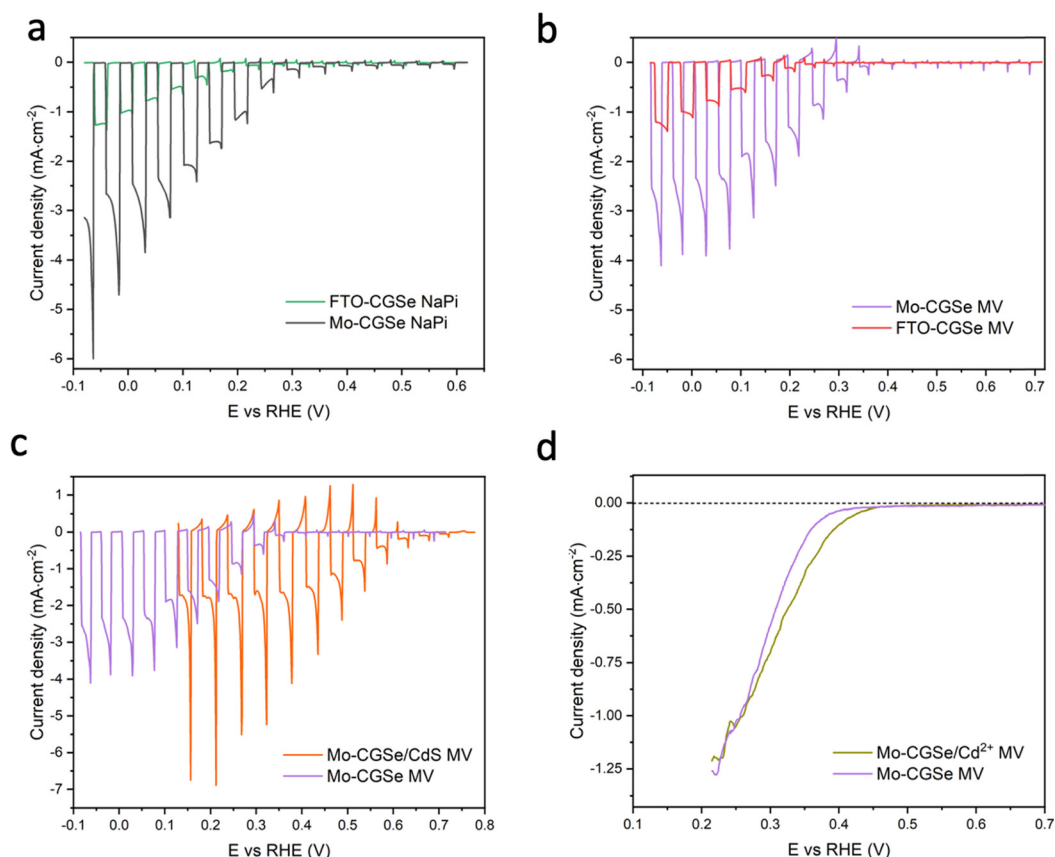 a
0
-1
-2
-3
-4
-5
-6
Current density (mA·cm⁻²)
FTO-CGSe NaPi
Mo-CGSe NaPi
-0.1 0.0 0.1 0.2 0.3 0.4 0.5 0.6
E vs RHE (V)
b
0
-1
-2
-3
-4
-5
-6
Current density (mA·cm⁻²)
Mo-CGSe MV
FTO-CGSe MV
-0.1 0.0 0.1 0.2 0.3 0.4 0.5 0.6 0.7
E vs RHE (V)
c
1
0
-1
-2
-3
-4
-5
-6
-7
Current density (mA·cm⁻²)
Mo-CGSe/CdS MV
Mo-CGSe MV
-0.1 0.0 0.1 0.2 0.3 0.4 0.5 0.6 0.7 0.8
E vs RHE (V)
d
0.00
-0.25
-0.50
-0.75
-1.00
-1.25
Current density (mA·cm⁻²)
Mo-CGSe/Cd²⁺ MV
Mo-CGSe MV
0.1 0.2 0.3 0.4 0.5 0.6 0.7
E vs RHE (V)